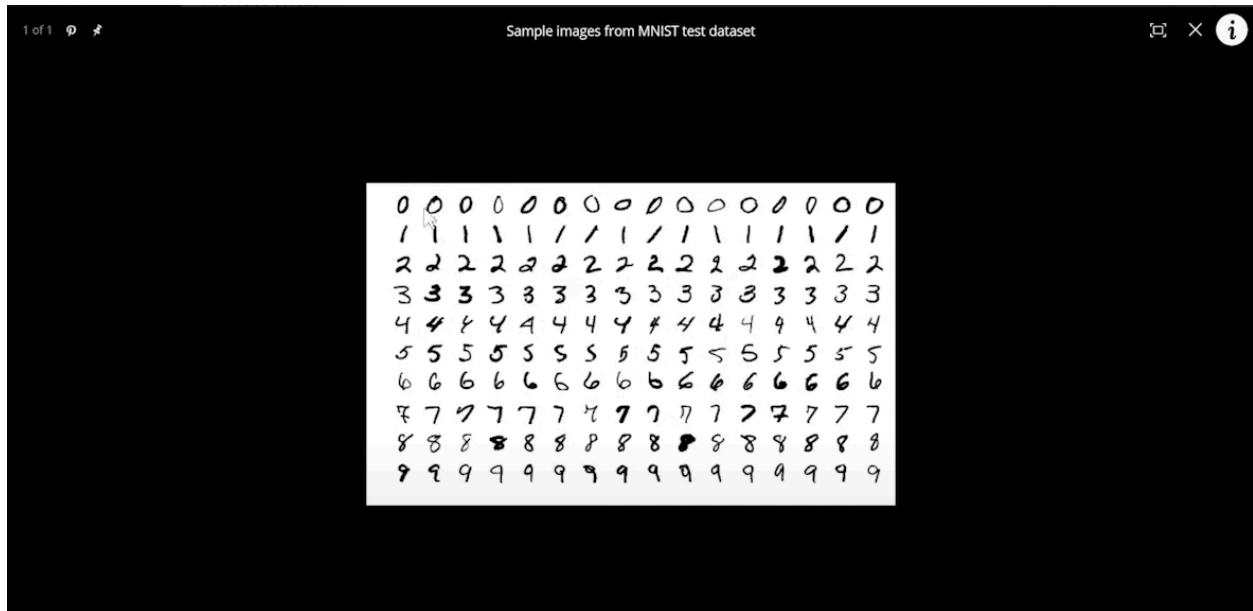 1 of 1
Sample images from MNIST test dataset
i
0 0 0 0 0 0 0 0 0 0 0 0 0 0 0 0
1 1 1 1 1 1 1 1 1 1 1 1 1 1 1 1
2 2 2 2 2 2 2 2 2 2 2 2 2 2 2 2
3 3 3 3 3 3 3 3 3 3 3 3 3 3 3 3
4 4 4 4 4 4 4 4 4 4 4 4 4 4 4 4
5 5 5 5 5 5 5 5 5 5 5 5 5 5 5 5
6 6 6 6 6 6 6 6 6 6 6 6 6 6 6 6
7 7 7 7 7 7 7 7 7 7 7 7 7 7 7 7
8 8 8 8 8 8 8 8 8 8 8 8 8 8 8 8
9 9 9 9 9 9 9 9 9 9 9 9 9 9 9 9